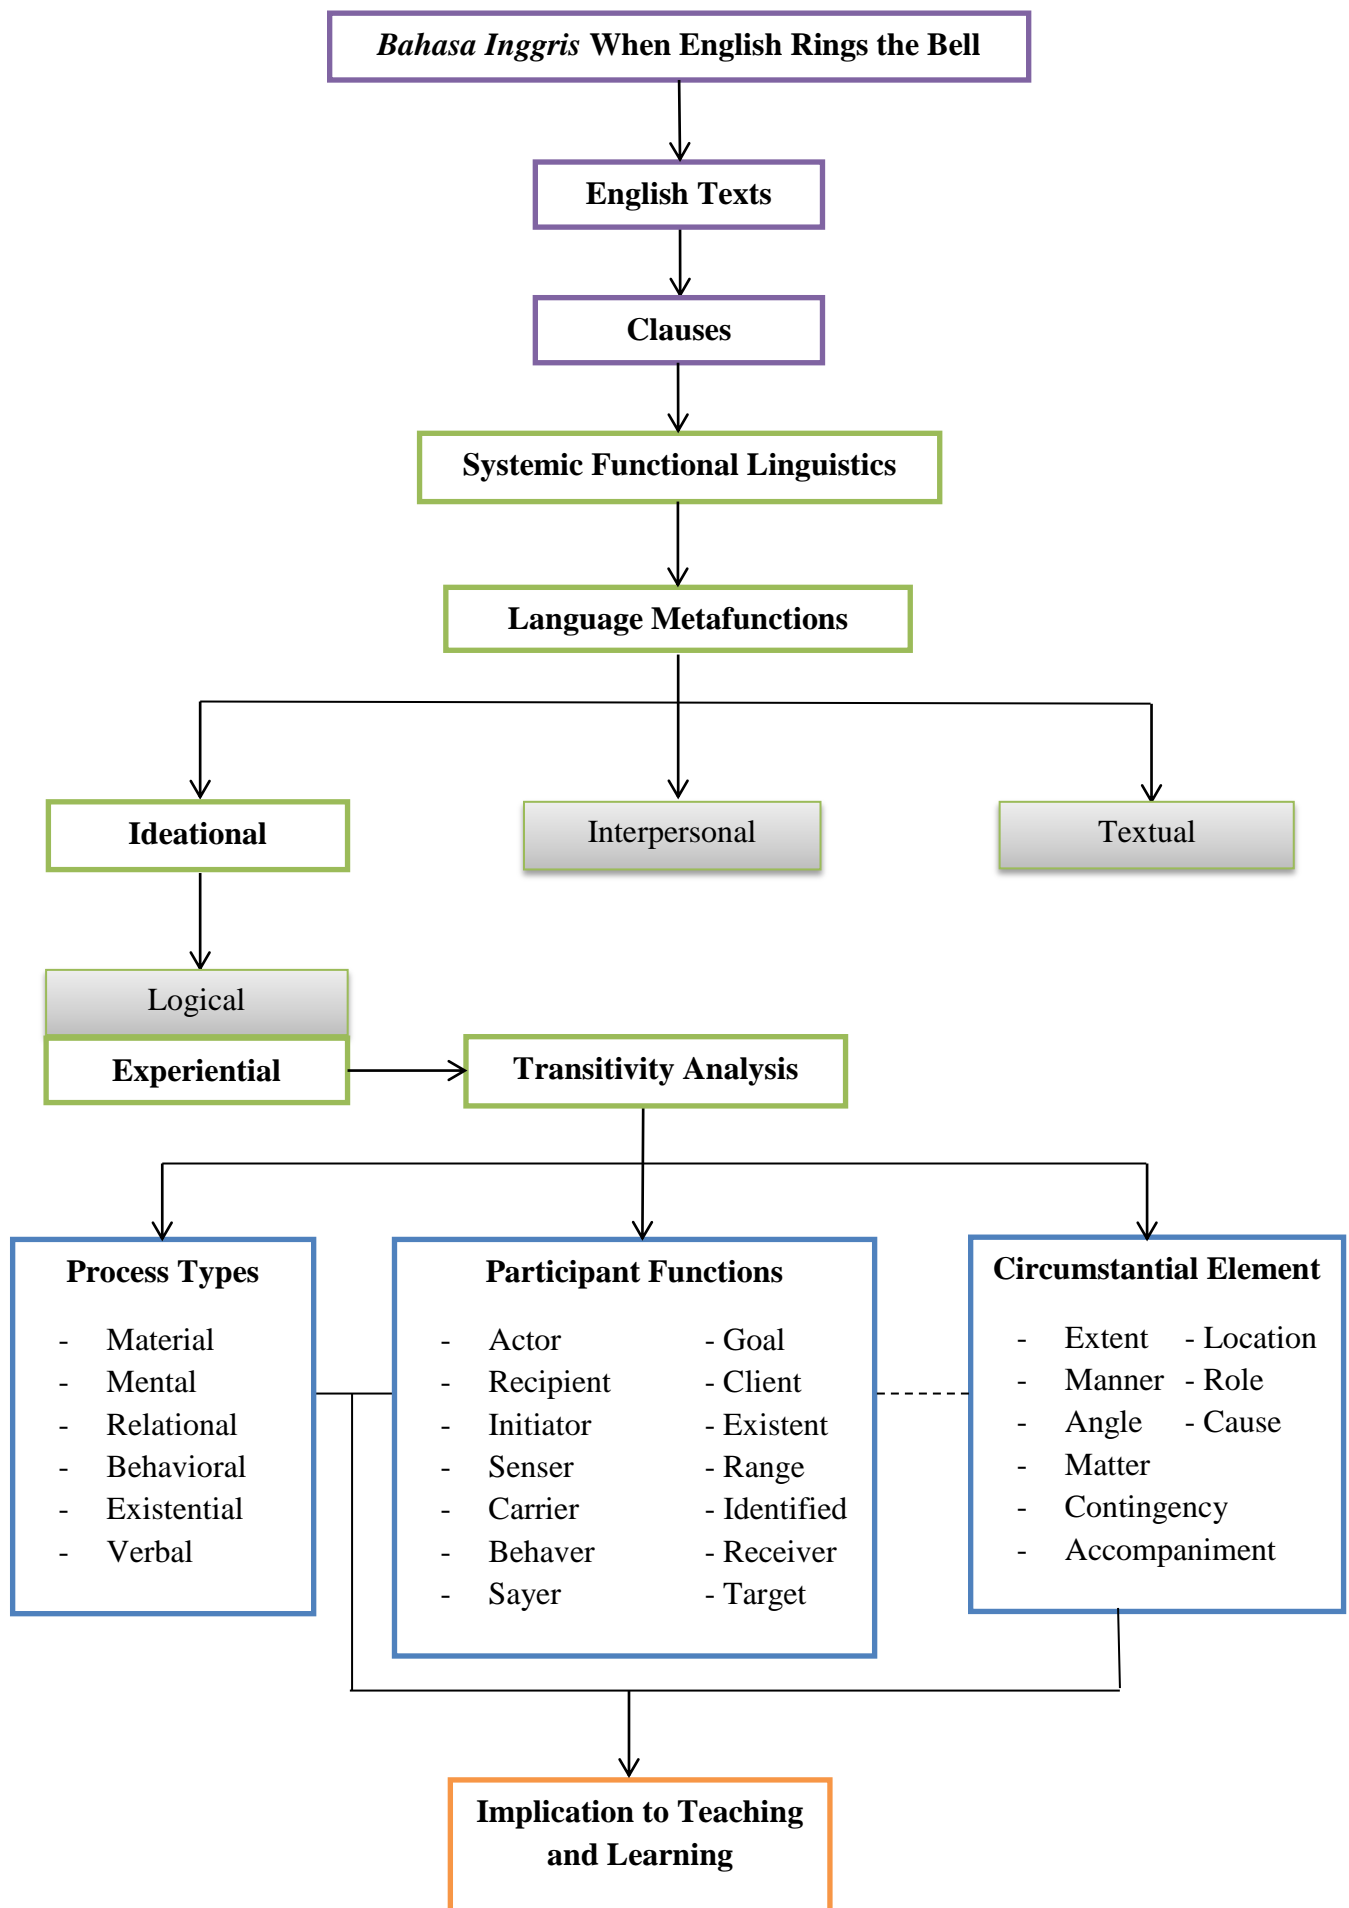 Bahasa Inggris When English Rings the Bell
English Texts
Clauses
Systemic Functional Linguistics
Language Metafunctions
Ideational
Interpersonal
Textual
Logical
Experiential
Transitivity Analysis
Process Types
- Material
- Mental
- Relational
- Behavioral
- Existential
- Verbal
Participant Functions
- Actor - Goal
- Recipient - Client
- Initiator - Existent
- Senser - Range
- Carrier - Identified
- Behaver - Receiver
- Sayer - Target
Circumstantial Element
- Extent - Location
- Manner - Role
- Angle - Cause
- Matter
- Contingency
- Accompaniment
Implication to Teaching
and Learning